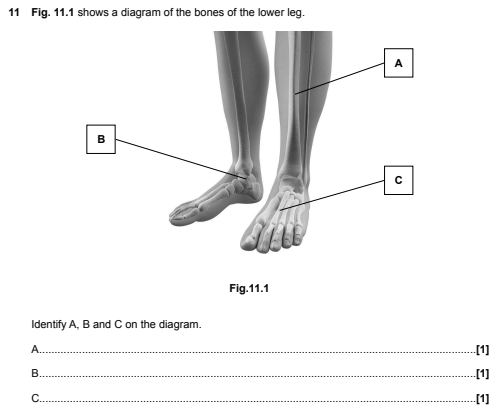 11 Fig. 11.1 shows a diagram of the bones of the lower leg.
A
B
C
Fig.11.1
Identify A, B and C on the diagram.
A..........................................................................................................................................[1]
B..........................................................................................................................................[1]
C..........................................................................................................................................[1]